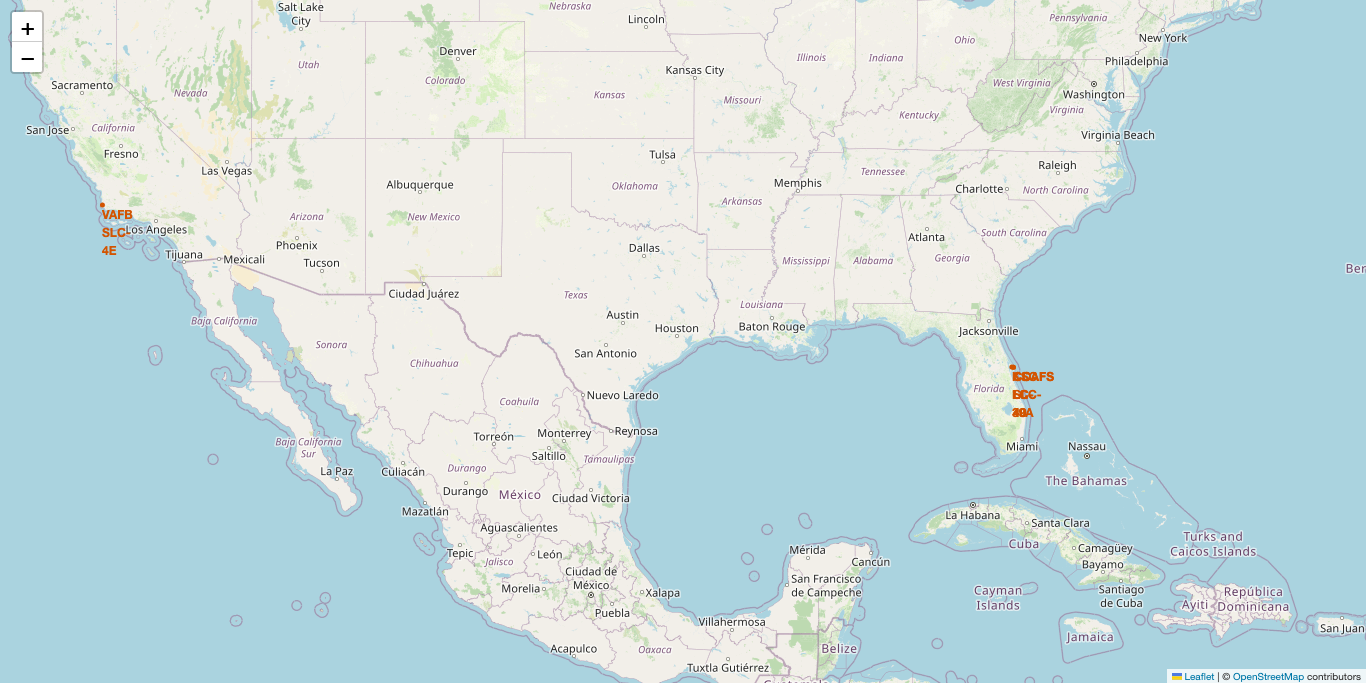 +
−
Salt Lake
City
Nebraska
Lincoln
Pennsylvania
New York
Ohio
Denver
Utah
Illinois
Indiana
Philadelphia
Kansas City
Colorado
Sacramento
Nevada
Kansas
Missouri
West Virginia
Washington
Virginia
Kentucky
San Jose
California
Virginia Beach
Fresno
Las Vegas
Tulsa
Raleigh
Albuquerque
Oklahoma
Memphis
Tennessee
Charlotte
North Carolina
Arkansas
VAFB
SLC-
4E
Los Angeles
Arizona
New Mexico
Phoenix
Atlanta
South Carolina
Tijuana
Mexicali
Tucson
Dallas
Mississippi
Alabama
Georgia
Ber
Ciudad Juárez
Texas
Louisiana
Austin
Houston
Baton Rouge
Jacksonville
Baja California
Sonora
Chihuahua
San Antonio
Florida
Coahuila
Nuevo Laredo
Reynosa
Torreón
Monterrey
Saltillo
Tamaulipas
Miami
Nassau
Baja California
Sur
La Paz
Culiacán
Durango
Durango
México
Ciudad Victoria
The Bahamas
Mazatlán
La Habana
Santa Clara
Aguascalientes
Cuba
Camagüey
Turks and
Caicos Islands
Tepic
León
Jalisco
Mérida
Cancún
Bayamo
Ciudad de
México
San Francisco
de Campeche
Morelia
Xalapa
Puebla
Cayman
Islands
Santiago
de Cuba
Ayiti
República
Dominicana
Villahermosa
San Juan
Jamaica
Acapulco
Oaxaca
Belize
Tuxtla Gutiérrez
Leaflet | © OpenStreetMap contributors